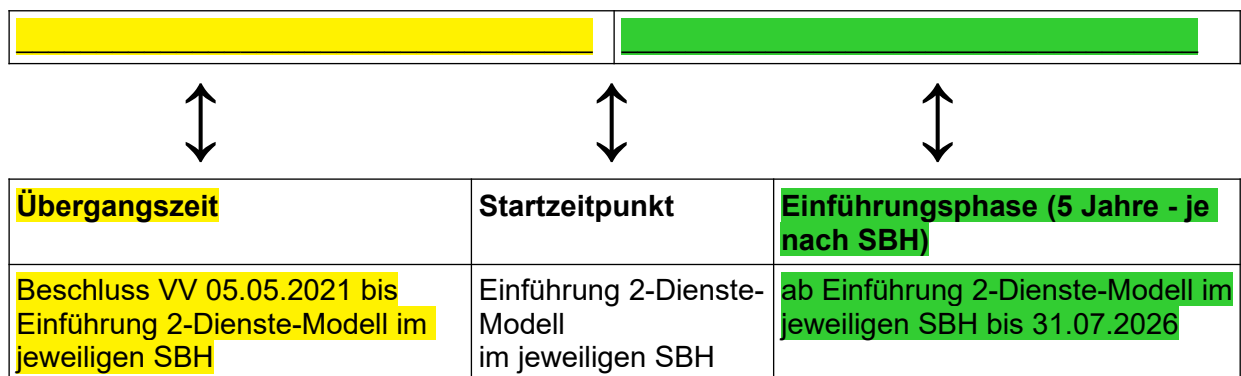 Übergangszeit
Startzeitpunkt
Einführungsphase (5 Jahre - je
nach SBH)
Beschluss VV 05.05.2021 bis
Einführung 2-Dienste-Modell im
jeweiligen SBH
Einführung 2-Dienste-
Modell
im jeweiligen SBH
ab Einführung 2-Dienste-Modell im
jeweiligen SBH bis 31.07.2026